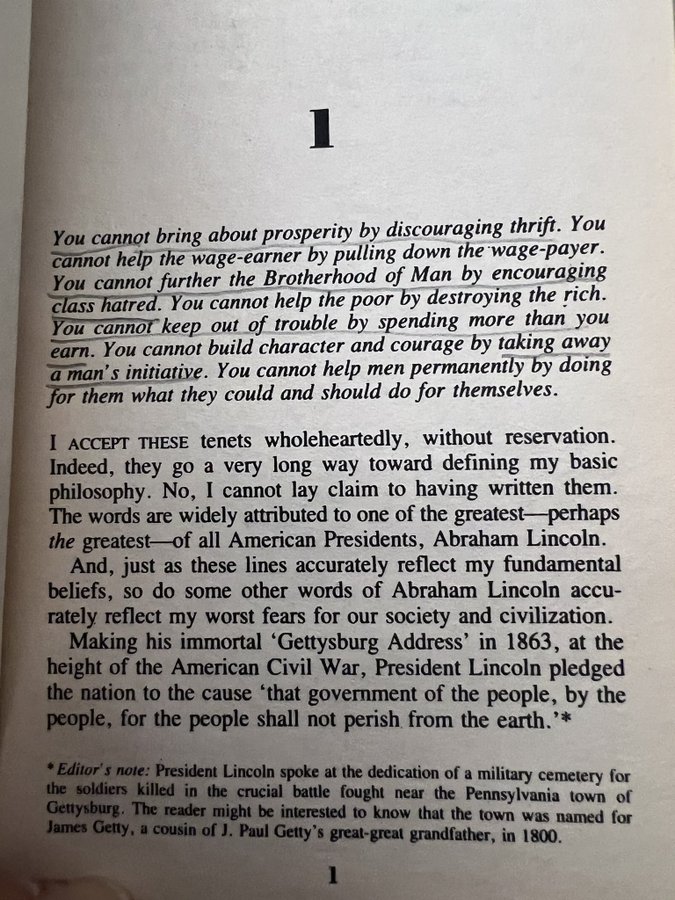 1
You cannot bring about prosperity by discouraging thrift. You
cannot help the wage-earner by pulling down the wage-payer.
You cannot further the Brotherhood of Man by encouraging
class hatred. You cannot help the poor by destroying the rich.
You cannot keep out of trouble by spending more than you
earn. You cannot build character and courage by taking away
a man's initiative. You cannot help men permanently by doing
for them what they could and should do for themselves.
I ACCEPT THESE tenets wholeheartedly, without reservation.
Indeed, they go a very long way toward defining my basic
philosophy. No, I cannot lay claim to having written them.
The words are widely attributed to one of the greatest—perhaps
the greatest—of all American Presidents, Abraham Lincoln.
And, just as these lines accurately reflect my fundamental
beliefs, so do some other words of Abraham Lincoln accu-
rately reflect my worst fears for our society and civilization.
Making his immortal 'Gettysburg Address' in 1863, at the
height of the American Civil War, President Lincoln pledged
the nation to the cause 'that government of the people, by the
people, for the people shall not perish from the earth.'*
* Editor's note: President Lincoln spoke at the dedication of a military cemetery for
the soldiers killed in the crucial battle fought near the Pennsylvania town of
Gettysburg. The reader might be interested to know that the town was named for
James Getty, a cousin of J. Paul Getty's great-great grandfather, in 1800.
1